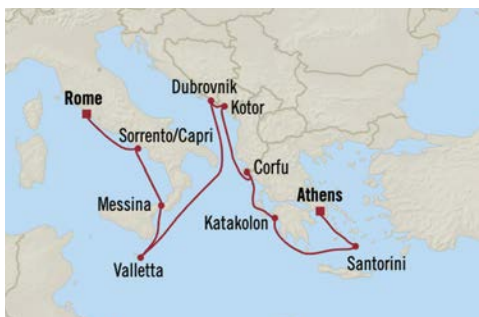 Dubrovnik
Rome
Kotor
Sorrento/Capri
Corfu
Athens
Messina
Katakolon
Valletta
Santorini